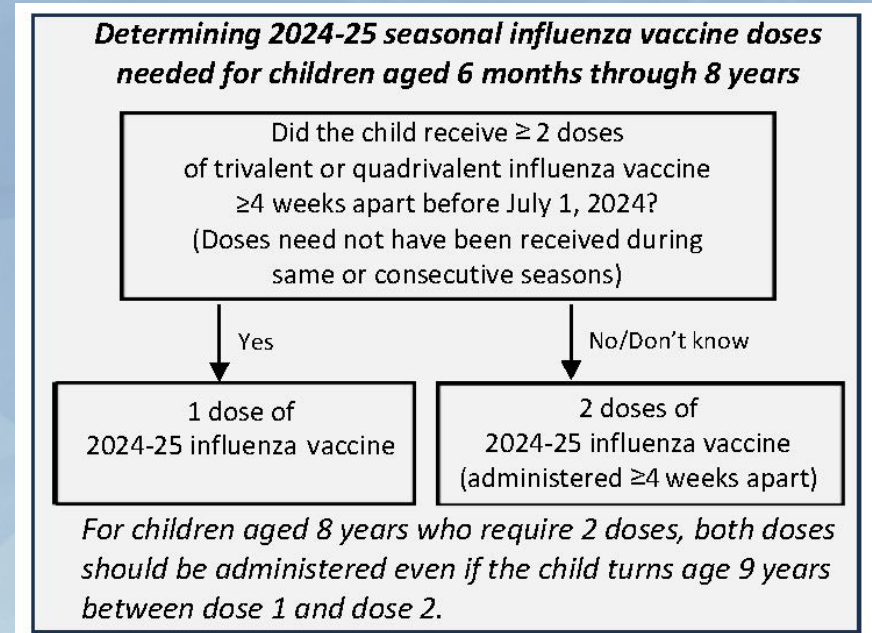 Determining 2024-25 seasonal influenza vaccine doses
needed for children aged 6 months through 8 years
Did the child receive ≥ 2 doses
of trivalent or quadrivalent influenza vaccine
≥4 weeks apart before July 1, 2024?
(Doses need not have been received during
same or consecutive seasons)
Yes
No/Don’t know
1 dose of
2024-25 influenza vaccine
2 doses of
2024-25 influenza vaccine
(administered ≥4 weeks apart)
For children aged 8 years who require 2 doses, both doses
should be administered even if the child turns age 9 years
between dose 1 and dose 2.